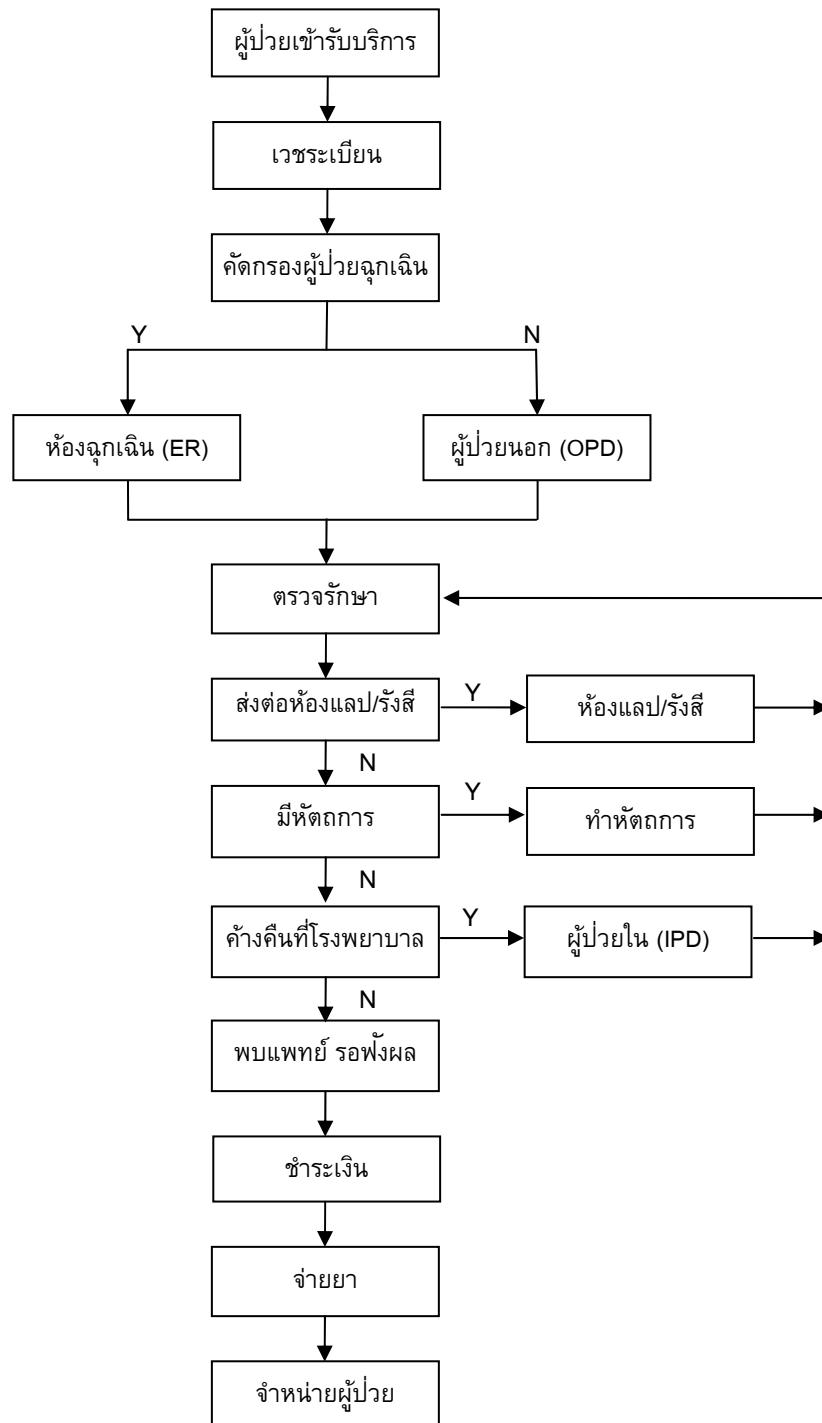 ผู้ป่วยเข้ารับบริการ
เวชระเบียน
คัดกรองผู้ป่วยฉุกเฉิน
Y
N
ห้องฉุกเฉิน (ER)
ผู้ป่วยนอก (OPD)
ตรวจรักษา
ส่งต่อห้องแลป/รังสี
Y
ห้องแลป/รังสี
N
มีหัตถการ
Y
ทำหัตถการ
N
ค้างคืนที่โรงพยาบาล
Y
ผู้ป่วยใน (IPD)
N
พบแพทย์ รอฟังผล
ชำระเงิน
จ่ายยา
จำหน่ายผู้ป่วย